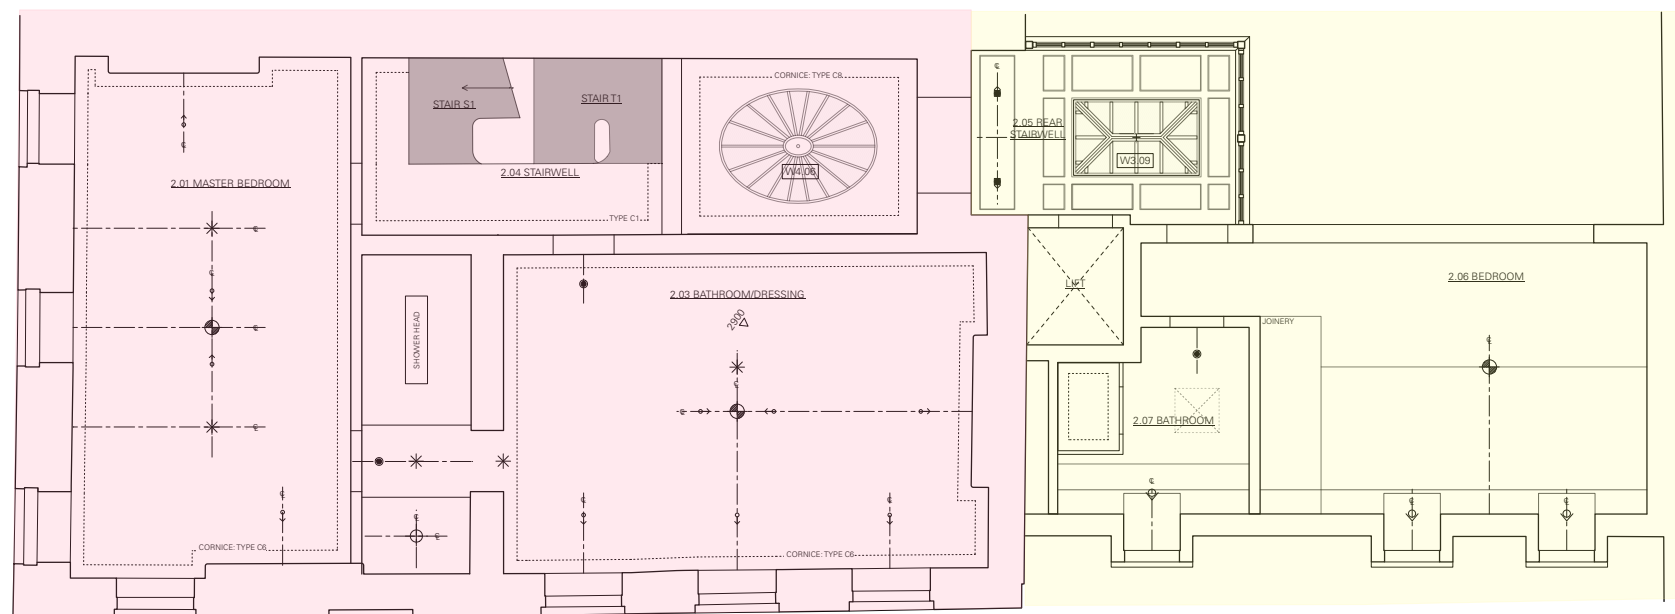 CORNICE: TYPE C8
STAIR S1
STAIR T1
2.05 REAR
STAIRWELL
W3.09
2.04 STAIRWELL
W4.06
2.01 MASTER BEDROOM
TYPE C1
2.03 BATHROOM/DRESSING
LIFT
2.06 BEDROOM
SHOWER HEAD
2900
JOINERY
2.07 BATHROOM
CORNICE: TYPE C6
CORNICE: TYPE C6